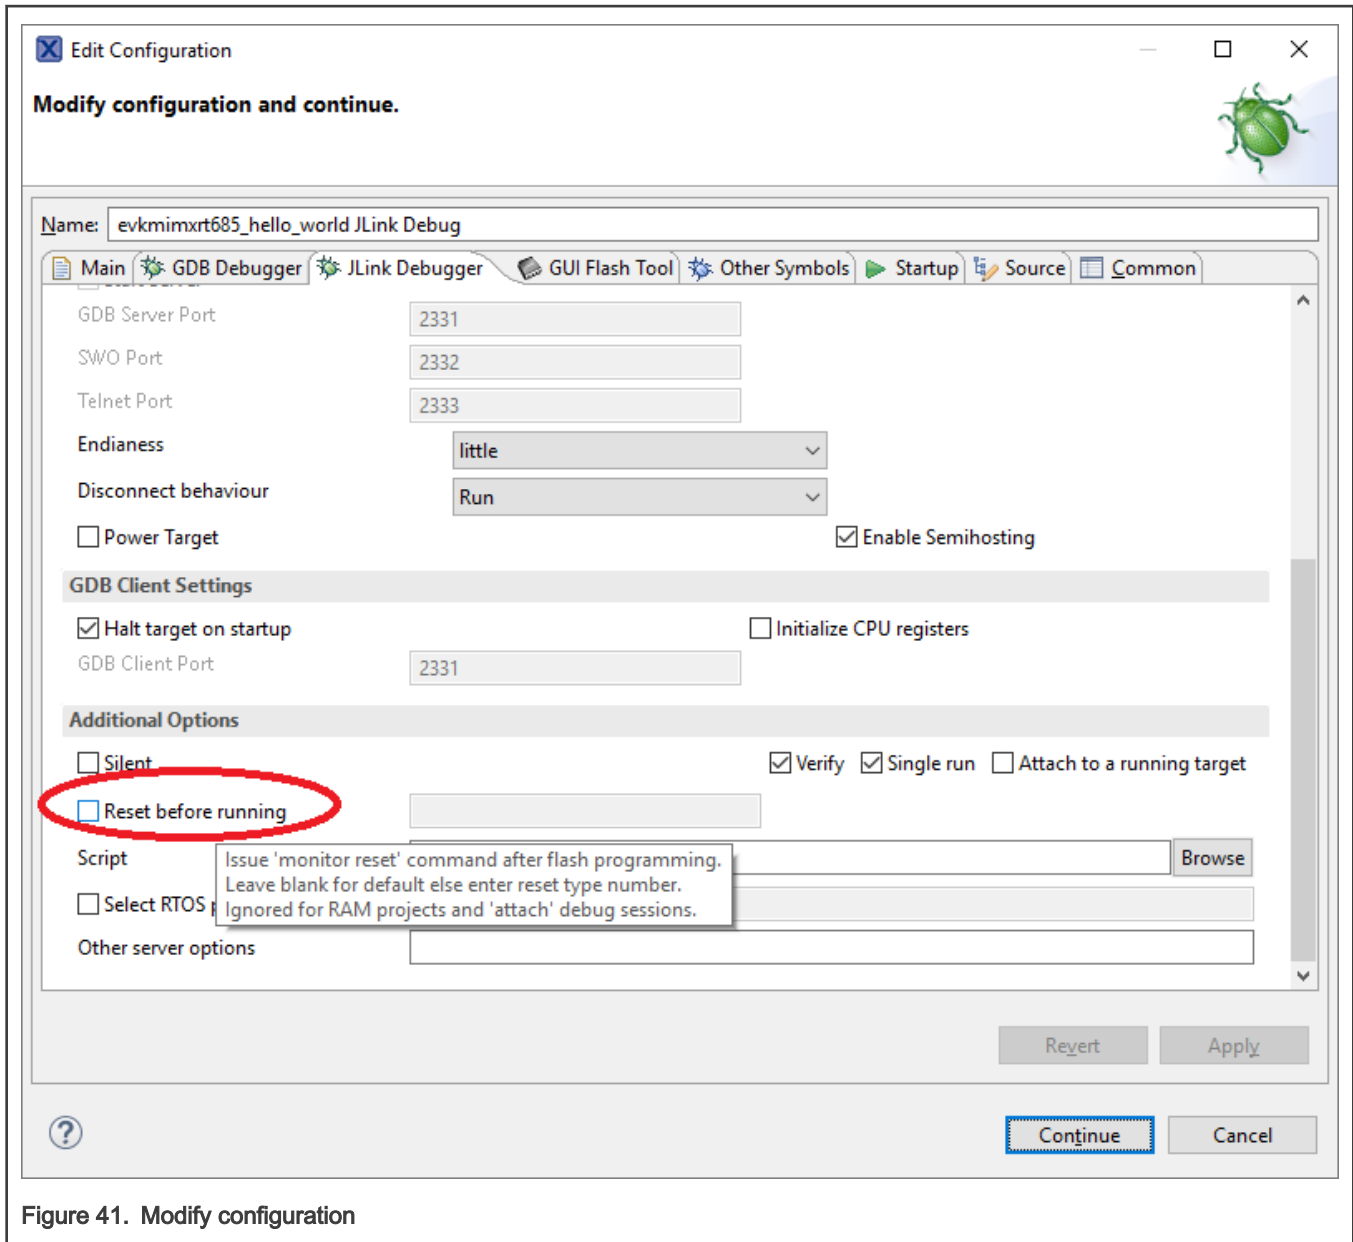 Edit Configuration
Modify configuration and continue.
Name: evkmimxrt685_hello_world JLink Debug
Main GDB Debugger JLink Debugger GUI Flash Tool Other Symbols Startup Source Common
GDB Server Port 2331
SWO Port 2332
Telnet Port 2333
Endianess little
Disconnect behaviour Run
Power Target Enable Semihosting
GDB Client Settings
Halt target on startup Initialize CPU registers
GDB Client Port 2331
Additional Options
Silent Verify Single run Attach to a running target
Reset before running
Script Browse
Issue 'monitor reset' command after flash programming.
Leave blank for default else enter reset type number.
Ignored for RAM projects and 'attach' debug sessions.
Select RTOS
Other server options
Revert Apply
? Continue Cancel
Figure 41. Modify configuration